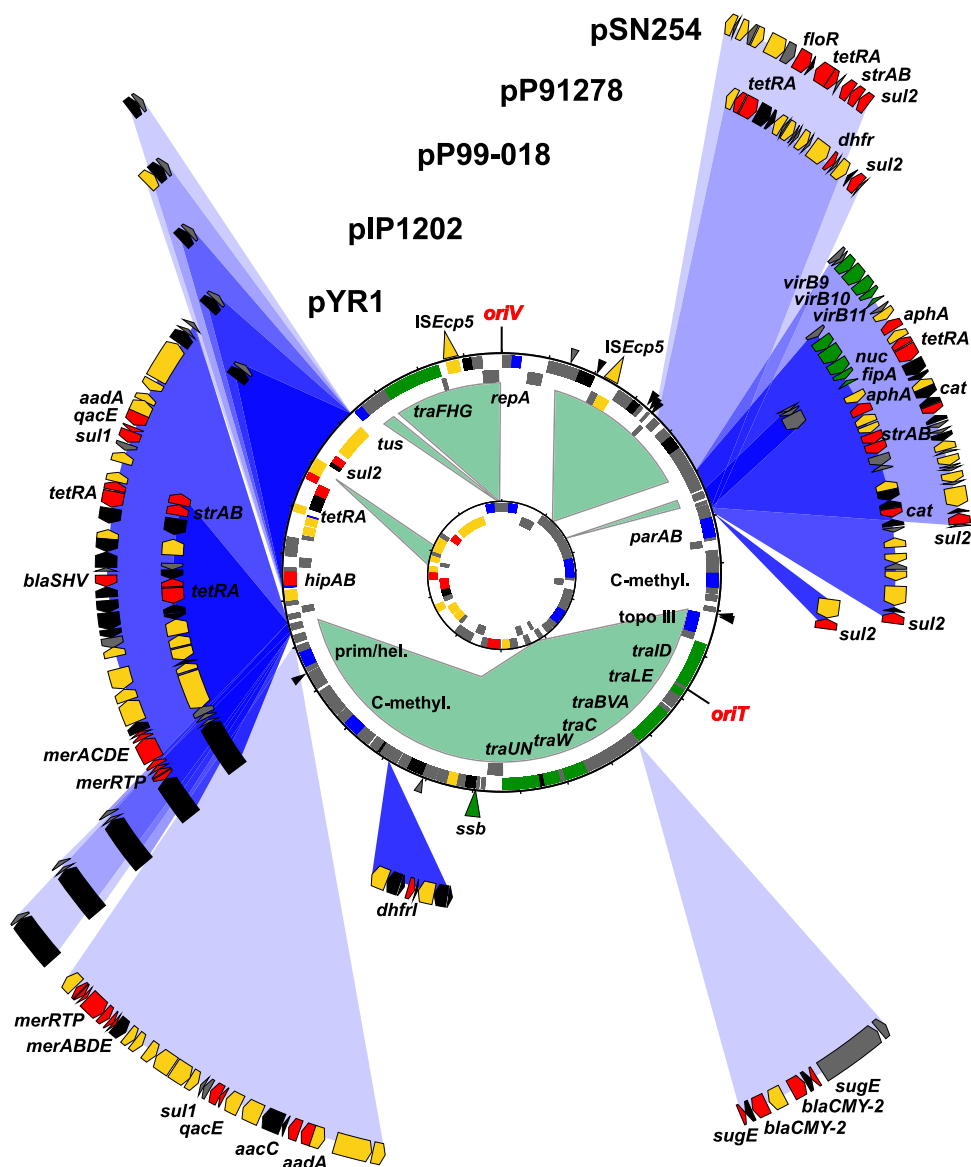 pSN254
pP91278
pP99-018
pIP1202
pYR1
floR
tetRA
strAB
sul2
tetRA
dhfr
sul2
virB9
virB10
virB11
aphA
tetRA
nuc
fipA
cat
aphA
strAB
cat
sul2
sul2
sul2
ISEcp5
oriV
ISEcp5
repA
traFHG
tus
sul2
tetRA
hipAB
parAB
C-methyl.
topo III
traID
traLE
traBVA
traC
traW
traUN
oriT
prim/hel.
C-methyl.
ssb
dhfrI
aadA
qacE
sul1
tetRA
strAB
blaSHV
tetRA
merACDE
merRTP
merRTP
merABDE
sul1
qacE
aacC
aadA
sugE
blaCMY-2
blaCMY-2
sugE